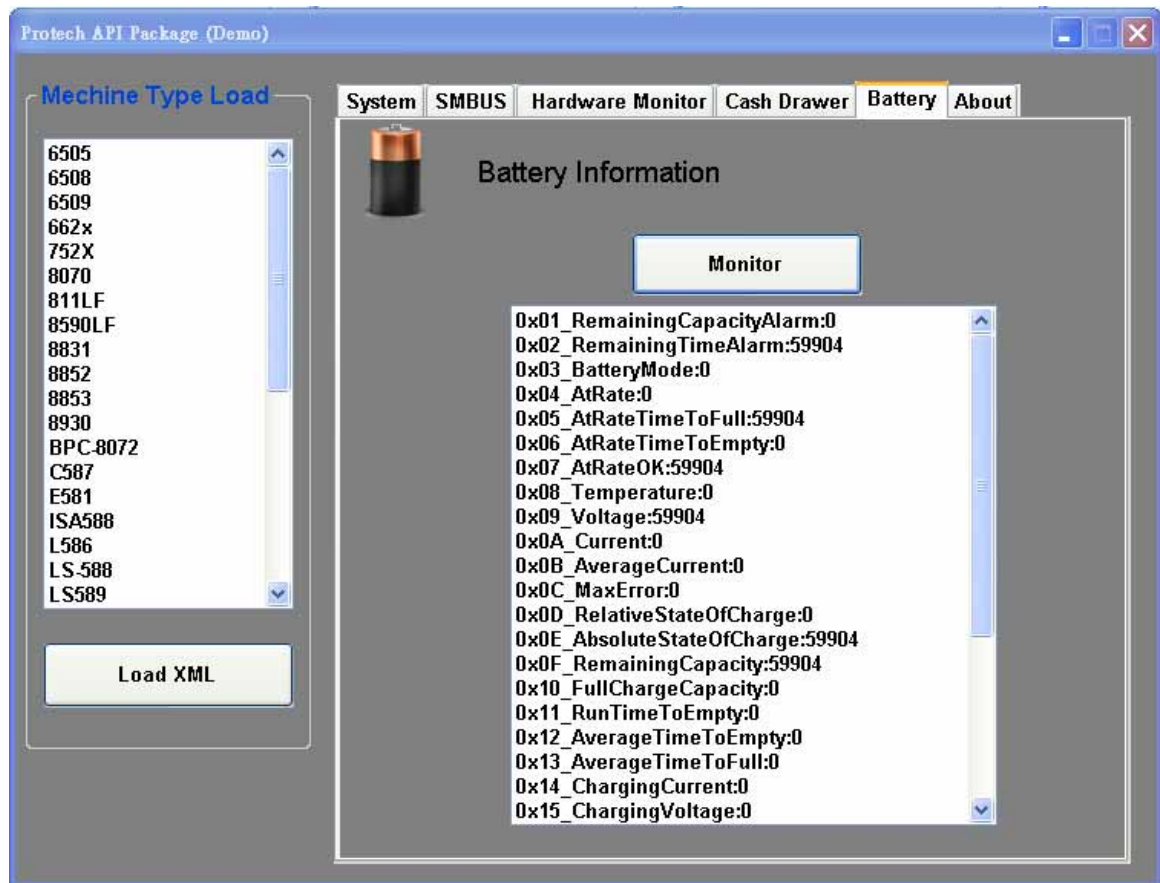 Protech API Package (Demo)
Mechine Type Load
6505
6508
6509
662x
752X
8070
811LF
8590LF
8831
8852
8853
8930
BPC-8072
C587
E581
ISA588
L586
LS-588
LS589
Load XML
System SMBUS Hardware Monitor Cash Drawer Battery About
Battery Information
Monitor
0x01_RemainingCapacityAlarm:0
0x02_RemainingTimeAlarm:59904
0x03_BatteryMode:0
0x04_AtRate:0
0x05_AtRateTimeToFull:59904
0x06_AtRateTimeToEmpty:0
0x07_AtRateOK:59904
0x08_Temperature:0
0x09_Voltage:59904
0x0A_Current:0
0x0B_AverageCurrent:0
0x0C_MaxError:0
0x0D_RelativeStateOfCharge:0
0x0E_AbsoluteStateOfCharge:59904
0x0F_RemainingCapacity:59904
0x10_FullChargeCapacity:0
0x11_RunTimeToEmpty:0
0x12_AverageTimeToEmpty:0
0x13_AverageTimeToFull:0
0x14_ChargingCurrent:0
0x15_ChargingVoltage:0